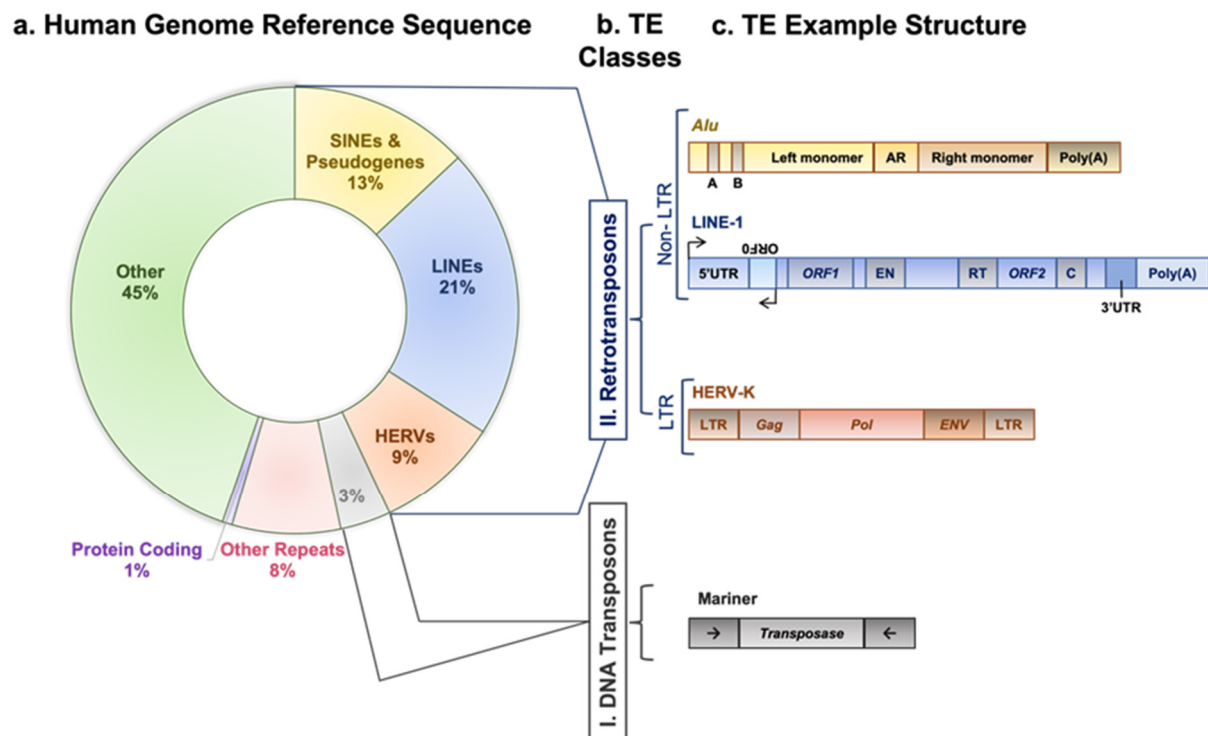 a. Human Genome Reference Sequence
b. TE
Classes
c. TE Example Structure
SINEs &
Pseudogenes
13%
LINEs
21%
HERVs
9%
3%
Other Repeats
8%
Protein Coding
1%
Other
45%
II. Retrotransposons
I. DNA Transposons
Non- LTR
LTR
Alu
Left monomer
AR
Right monomer
Poly(A)
A
B
LINE-1
ORF0
5'UTR
ORF1
EN
RT
ORF2
C
Poly(A)
3'UTR
HERV-K
LTR
Gag
Pol
ENV
LTR
Mariner
→
Transposase
←